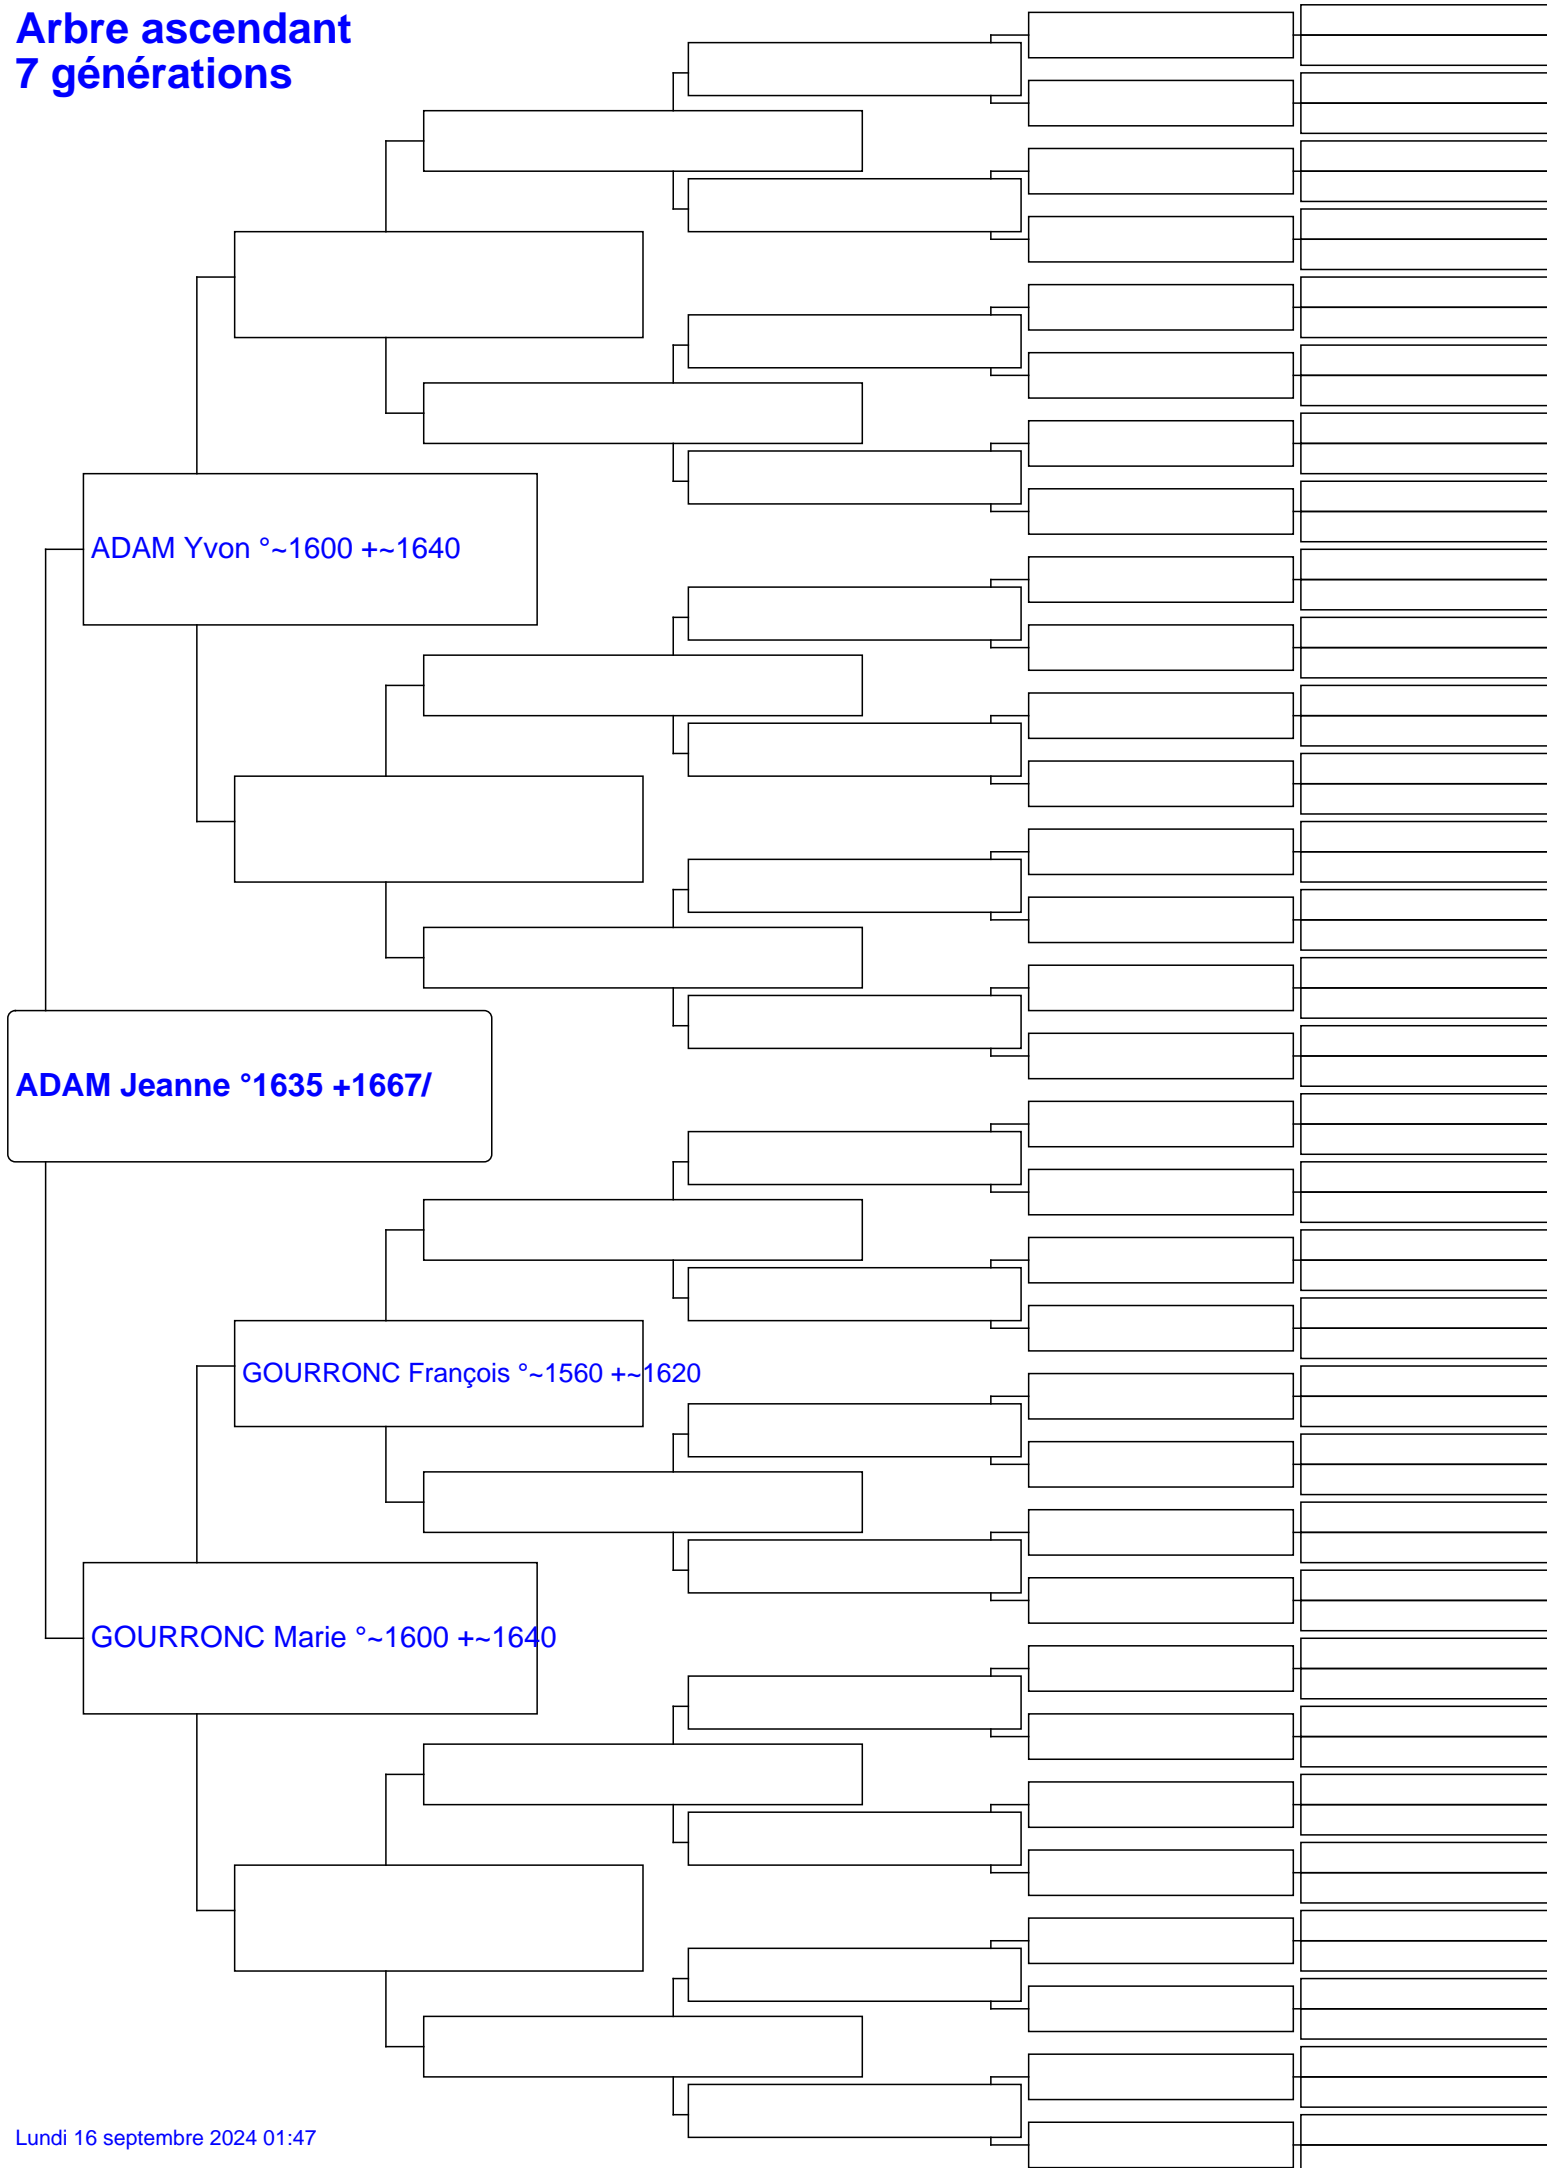 Arbre ascendant
7 générations
ADAM Yvon °~1600 +~1640
ADAM Jeanne °1635 +1667/
GOURRONC François °~1560 +~1620
GOURRONC Marie °~1600 +~1640
Lundi 16 septembre 2024 01:47